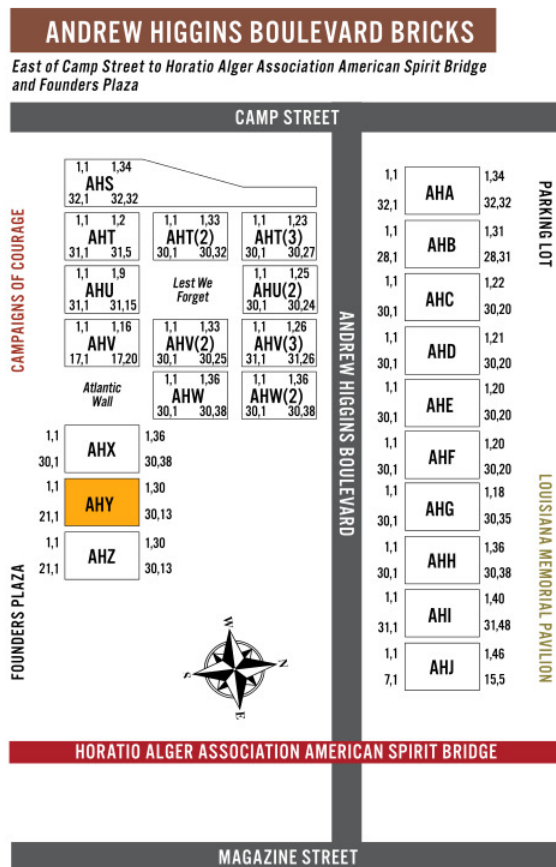 ANDREW HIGGINS BOULEVARD BRICKS
East of Camp Street to Horatio Alger Association American Spirit Bridge
and Founders Plaza
CAMP STREET
CAMPAIGNS OF COURAGE
FOUNDERS PLAZA
1,1 1,34
AHS
32,1 32,32
1,1 1,2
AHT
31,1 31,5
1,1 1,33
AHT(2)
30,1 30,32
1,1 1,23
AHT(3)
30,1 30,27
1,1 1,9
AHU
31,1 31,15
Lest We
Forget
1,1 1,25
AHU(2)
30,1 30,24
1,1 1,16
AHV
17,1 17,20
1,1 1,33
AHV(2)
30,1 30,25
1,1 1,26
AHV(3)
31,1 31,26
Atlantic
Wall
1,1 1,36
AHW
30,1 30,38
1,1 1,36
AHW(2)
30,1 30,38
1,1 1,36
AHX
30,1 30,38
1,1 1,30
AHY
21,1 30,13
1,1 1,30
AHZ
21,1 30,13
W
N
S
E
ANDREW HIGGINS BOULEVARD
1,1 1,34
AHA
32,1 32,32
1,1 1,31
AHB
28,1 28,31
1,1 1,22
AHC
30,1 30,20
1,1 1,21
AHD
30,1 30,20
1,1 1,20
AHE
30,1 30,20
1,1 1,20
AHF
30,1 30,20
1,1 1,18
AHG
30,1 30,35
1,1 1,36
AHH
30,1 30,38
1,1 1,40
AHI
31,1 31,48
1,1 1,46
AHJ
7,1 15,5
PARKING LOT
LOUISIANA MEMORIAL PAVILION
HORATIO ALGER ASSOCIATION AMERICAN SPIRIT BRIDGE
MAGAZINE STREET